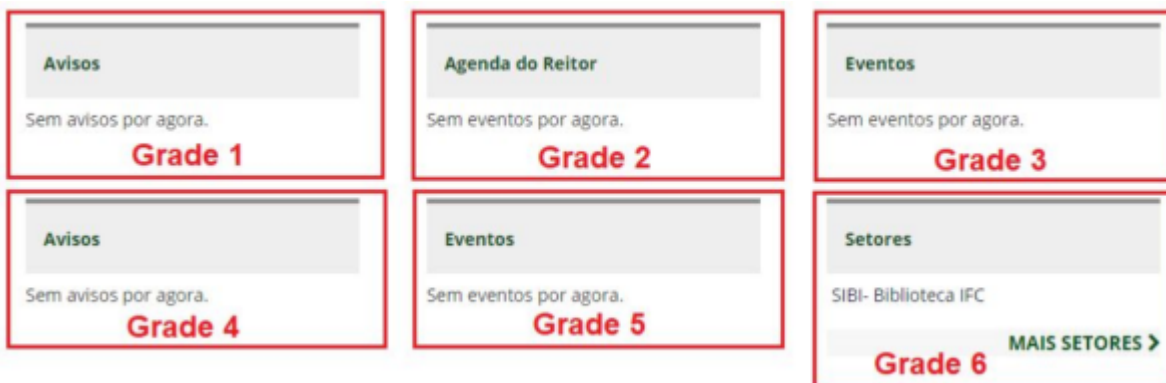 Avisos
Sem avisos por agora.
Grade 1
Agenda do Reitor
Sem eventos por agora.
Grade 2
Eventos
Sem eventos por agora.
Grade 3
Avisos
Sem avisos por agora.
Grade 4
Eventos
Sem eventos por agora.
Grade 5
Setores
SIBI- Biblioteca IFC
MAIS SETORES >
Grade 6